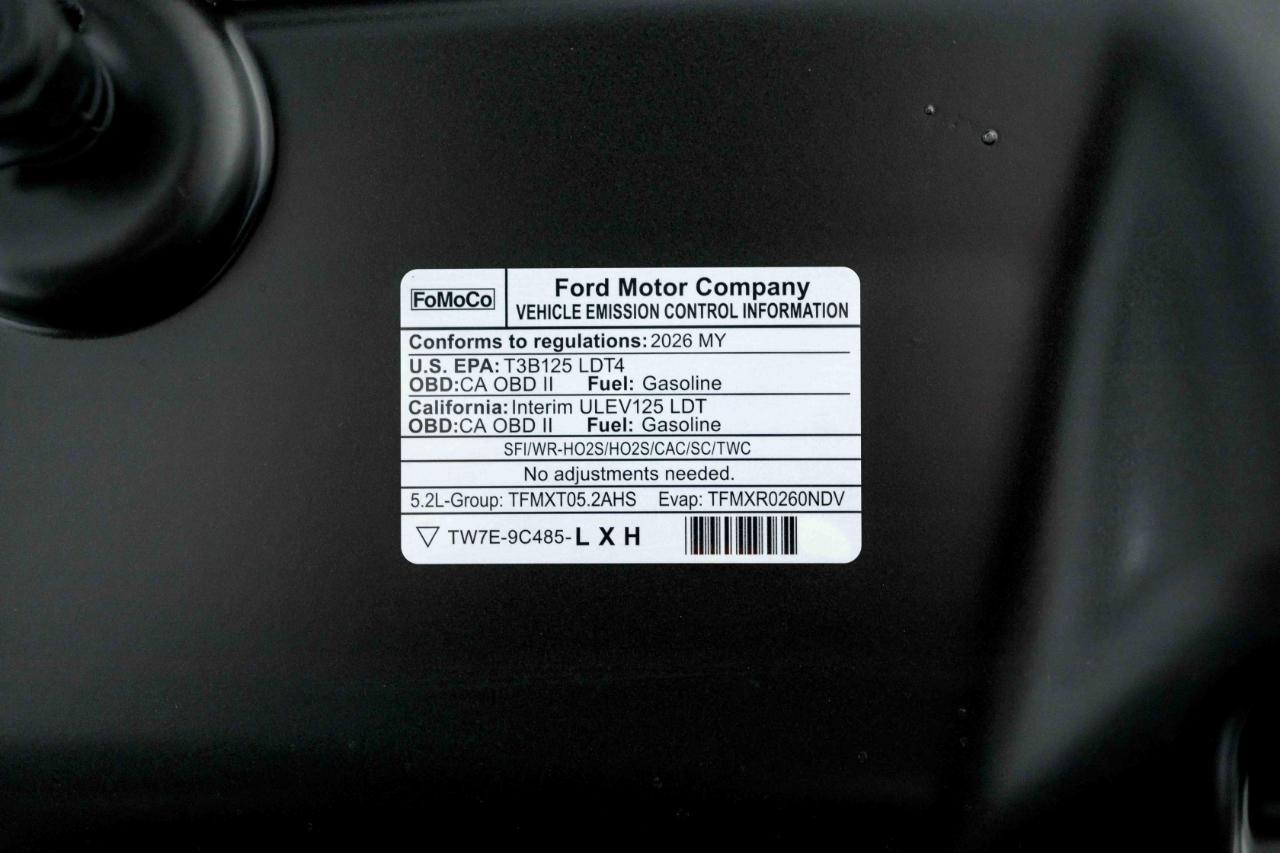 FoMoCo
Ford Motor Company
VEHICLE EMISSION CONTROL INFORMATION
Conforms to regulations: 2026 MY
U.S. EPA: T3B125 LDT4
OBD:CA OBD II Fuel: Gasoline
California: Interim ULEV125 LDT
OBD:CA OBD II Fuel: Gasoline
SFI/WR-HO2S/HO2S/CAC/SC/TWC
No adjustments needed.
5.2L-Group: TFMXT05.2AHS Evap: TFMXR0260NDV
TW7E-9C485-L X H